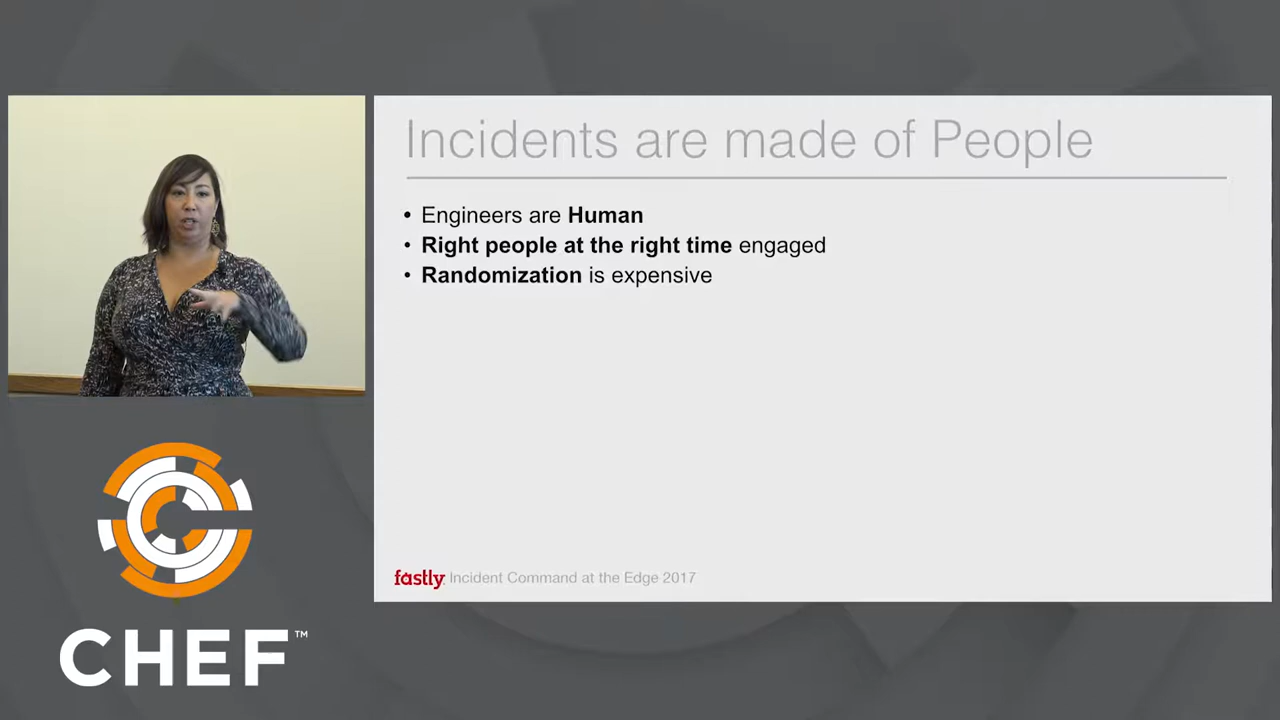 Incidents are made of People
• Engineers are Human
• Right people at the right time engaged
• Randomization is expensive
fastly Incident Command at the Edge 2017
CHEF™